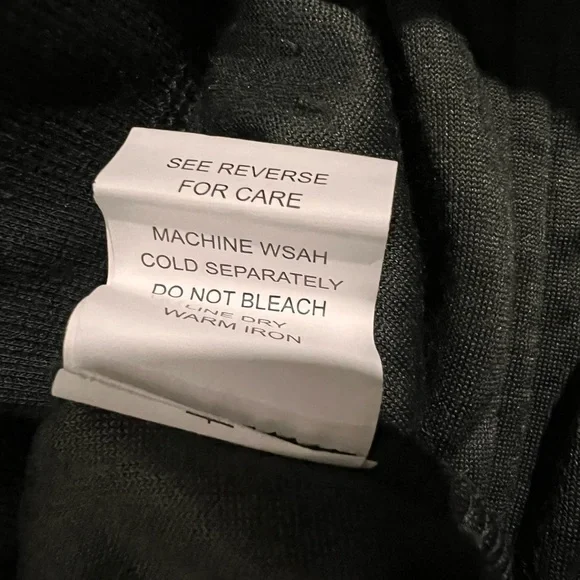 SEE REVERSE
FOR CARE
MACHINE WSAH
COLD SEPARATELY
DO NOT BLEACH
LINE DRY
WARM IRON